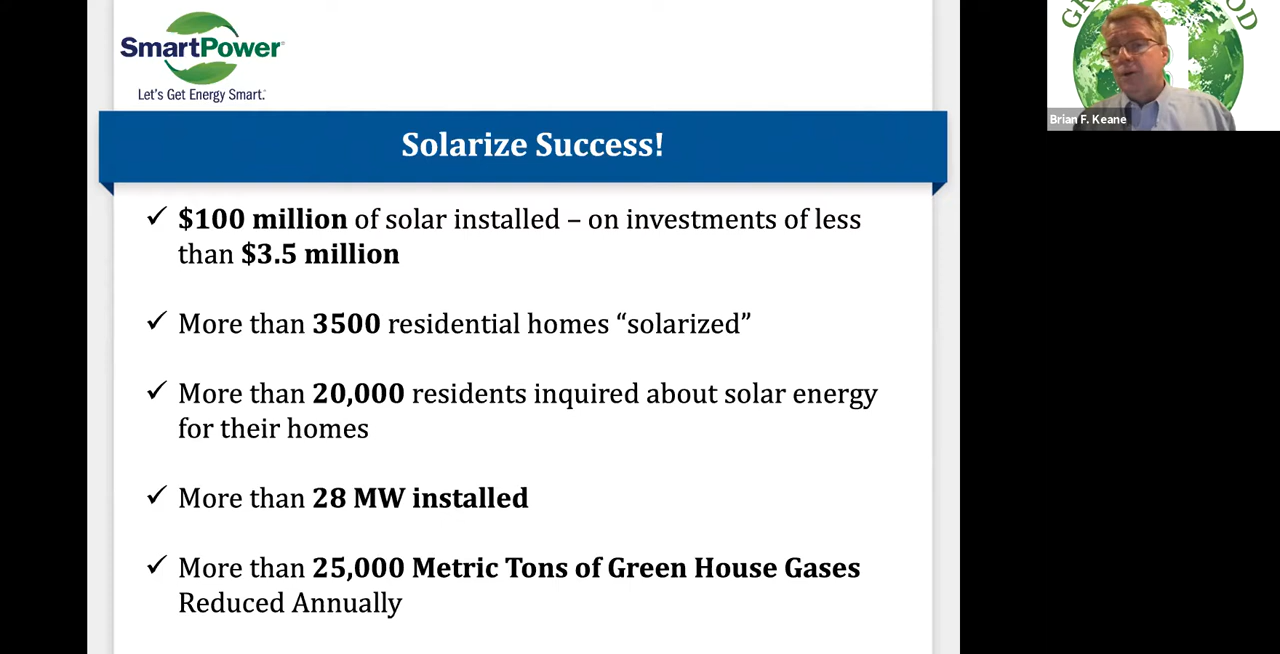 SmartPower
Let's Get Energy Smart.
Solarize Success!
✓ $100 million of solar installed – on investments of less
than $3.5 million
✓ More than 3500 residential homes “solarized”
✓ More than 20,000 residents inquired about solar energy
for their homes
✓ More than 28 MW installed
✓ More than 25,000 Metric Tons of Green House Gases
Reduced Annually
Brian F. Keane